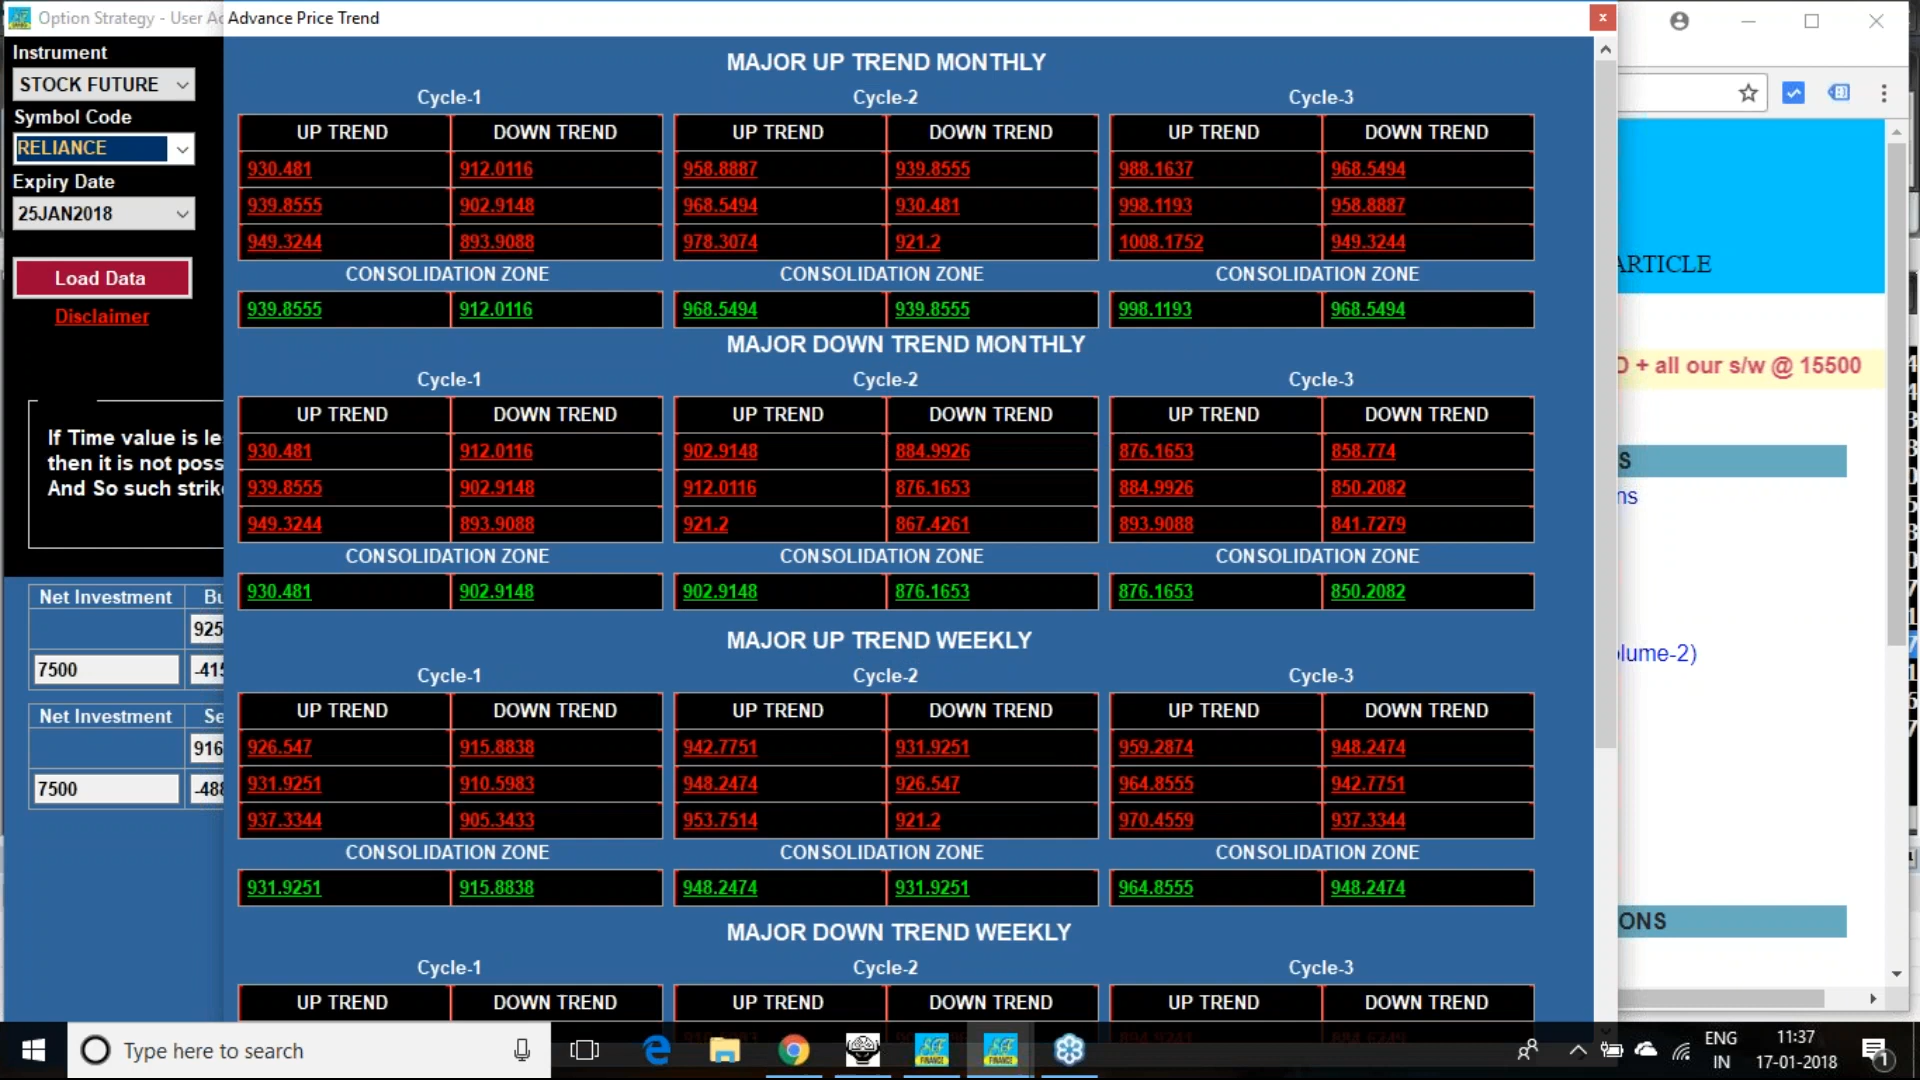 Option Strategy - User Ac
Advance Price Trend
x
Instrument
STOCK FUTURE
Symbol Code
RELIANCE
Expiry Date
25JAN2018
Load Data
Disclaimer
If Time value is le
then it is not poss
And So such strike
Net Investment Bu
925
7500 -415
Net Investment Se
916
7500 -488
MAJOR UP TREND MONTHLY
Cycle-1 Cycle-2 Cycle-3
UP TREND DOWN TREND UP TREND DOWN TREND UP TREND DOWN TREND
930.481 912.0116 958.8887 939.8555 988.1637 968.5494
939.8555 902.9148 968.5494 930.481 998.1193 958.8887
949.3244 893.9088 978.3074 921.2 1008.1752 949.3244
CONSOLIDATION ZONE CONSOLIDATION ZONE CONSOLIDATION ZONE
939.8555 912.0116 968.5494 939.8555 998.1193 968.5494
MAJOR DOWN TREND MONTHLY
Cycle-1 Cycle-2 Cycle-3
UP TREND DOWN TREND UP TREND DOWN TREND UP TREND DOWN TREND
930.481 912.0116 902.9148 884.9926 876.1653 858.774
939.8555 902.9148 912.0116 876.1653 884.9926 850.2082
949.3244 893.9088 921.2 867.4261 893.9088 841.7279
CONSOLIDATION ZONE CONSOLIDATION ZONE CONSOLIDATION ZONE
930.481 902.9148 902.9148 876.1653 876.1653 850.2082
MAJOR UP TREND WEEKLY
Cycle-1 Cycle-2 Cycle-3
UP TREND DOWN TREND UP TREND DOWN TREND UP TREND DOWN TREND
926.547 915.8838 942.7751 931.9251 959.2874 948.2474
931.9251 910.5983 948.2474 926.547 964.8555 942.7751
937.3344 905.3433 953.7514 921.2 970.4559 937.3344
CONSOLIDATION ZONE CONSOLIDATION ZONE CONSOLIDATION ZONE
931.9251 915.8838 948.2474 931.9251 964.8555 948.2474
MAJOR DOWN TREND WEEKLY
Cycle-1 Cycle-2 Cycle-3
UP TREND DOWN TREND UP TREND DOWN TREND UP TREND DOWN TREND
ARTICLE
+ all our s/w @ 15500
S
ns
lume-2)
ONS
Type here to search
FINANCE
FINANCE
ENG
IN
11:37
17-01-2018
1